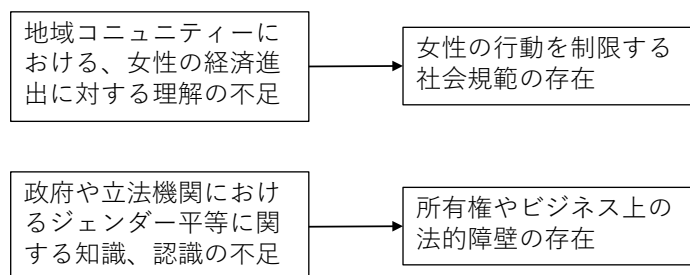 地域コニュニティーに
おける、女性の経済進
出に対する理解の不足
女性の行動を制限する
社会規範の存在
政府や立法機関におけ
るジェンダー平等に関
する知識、認識の不足
所有権やビジネス上の
法的障壁の存在